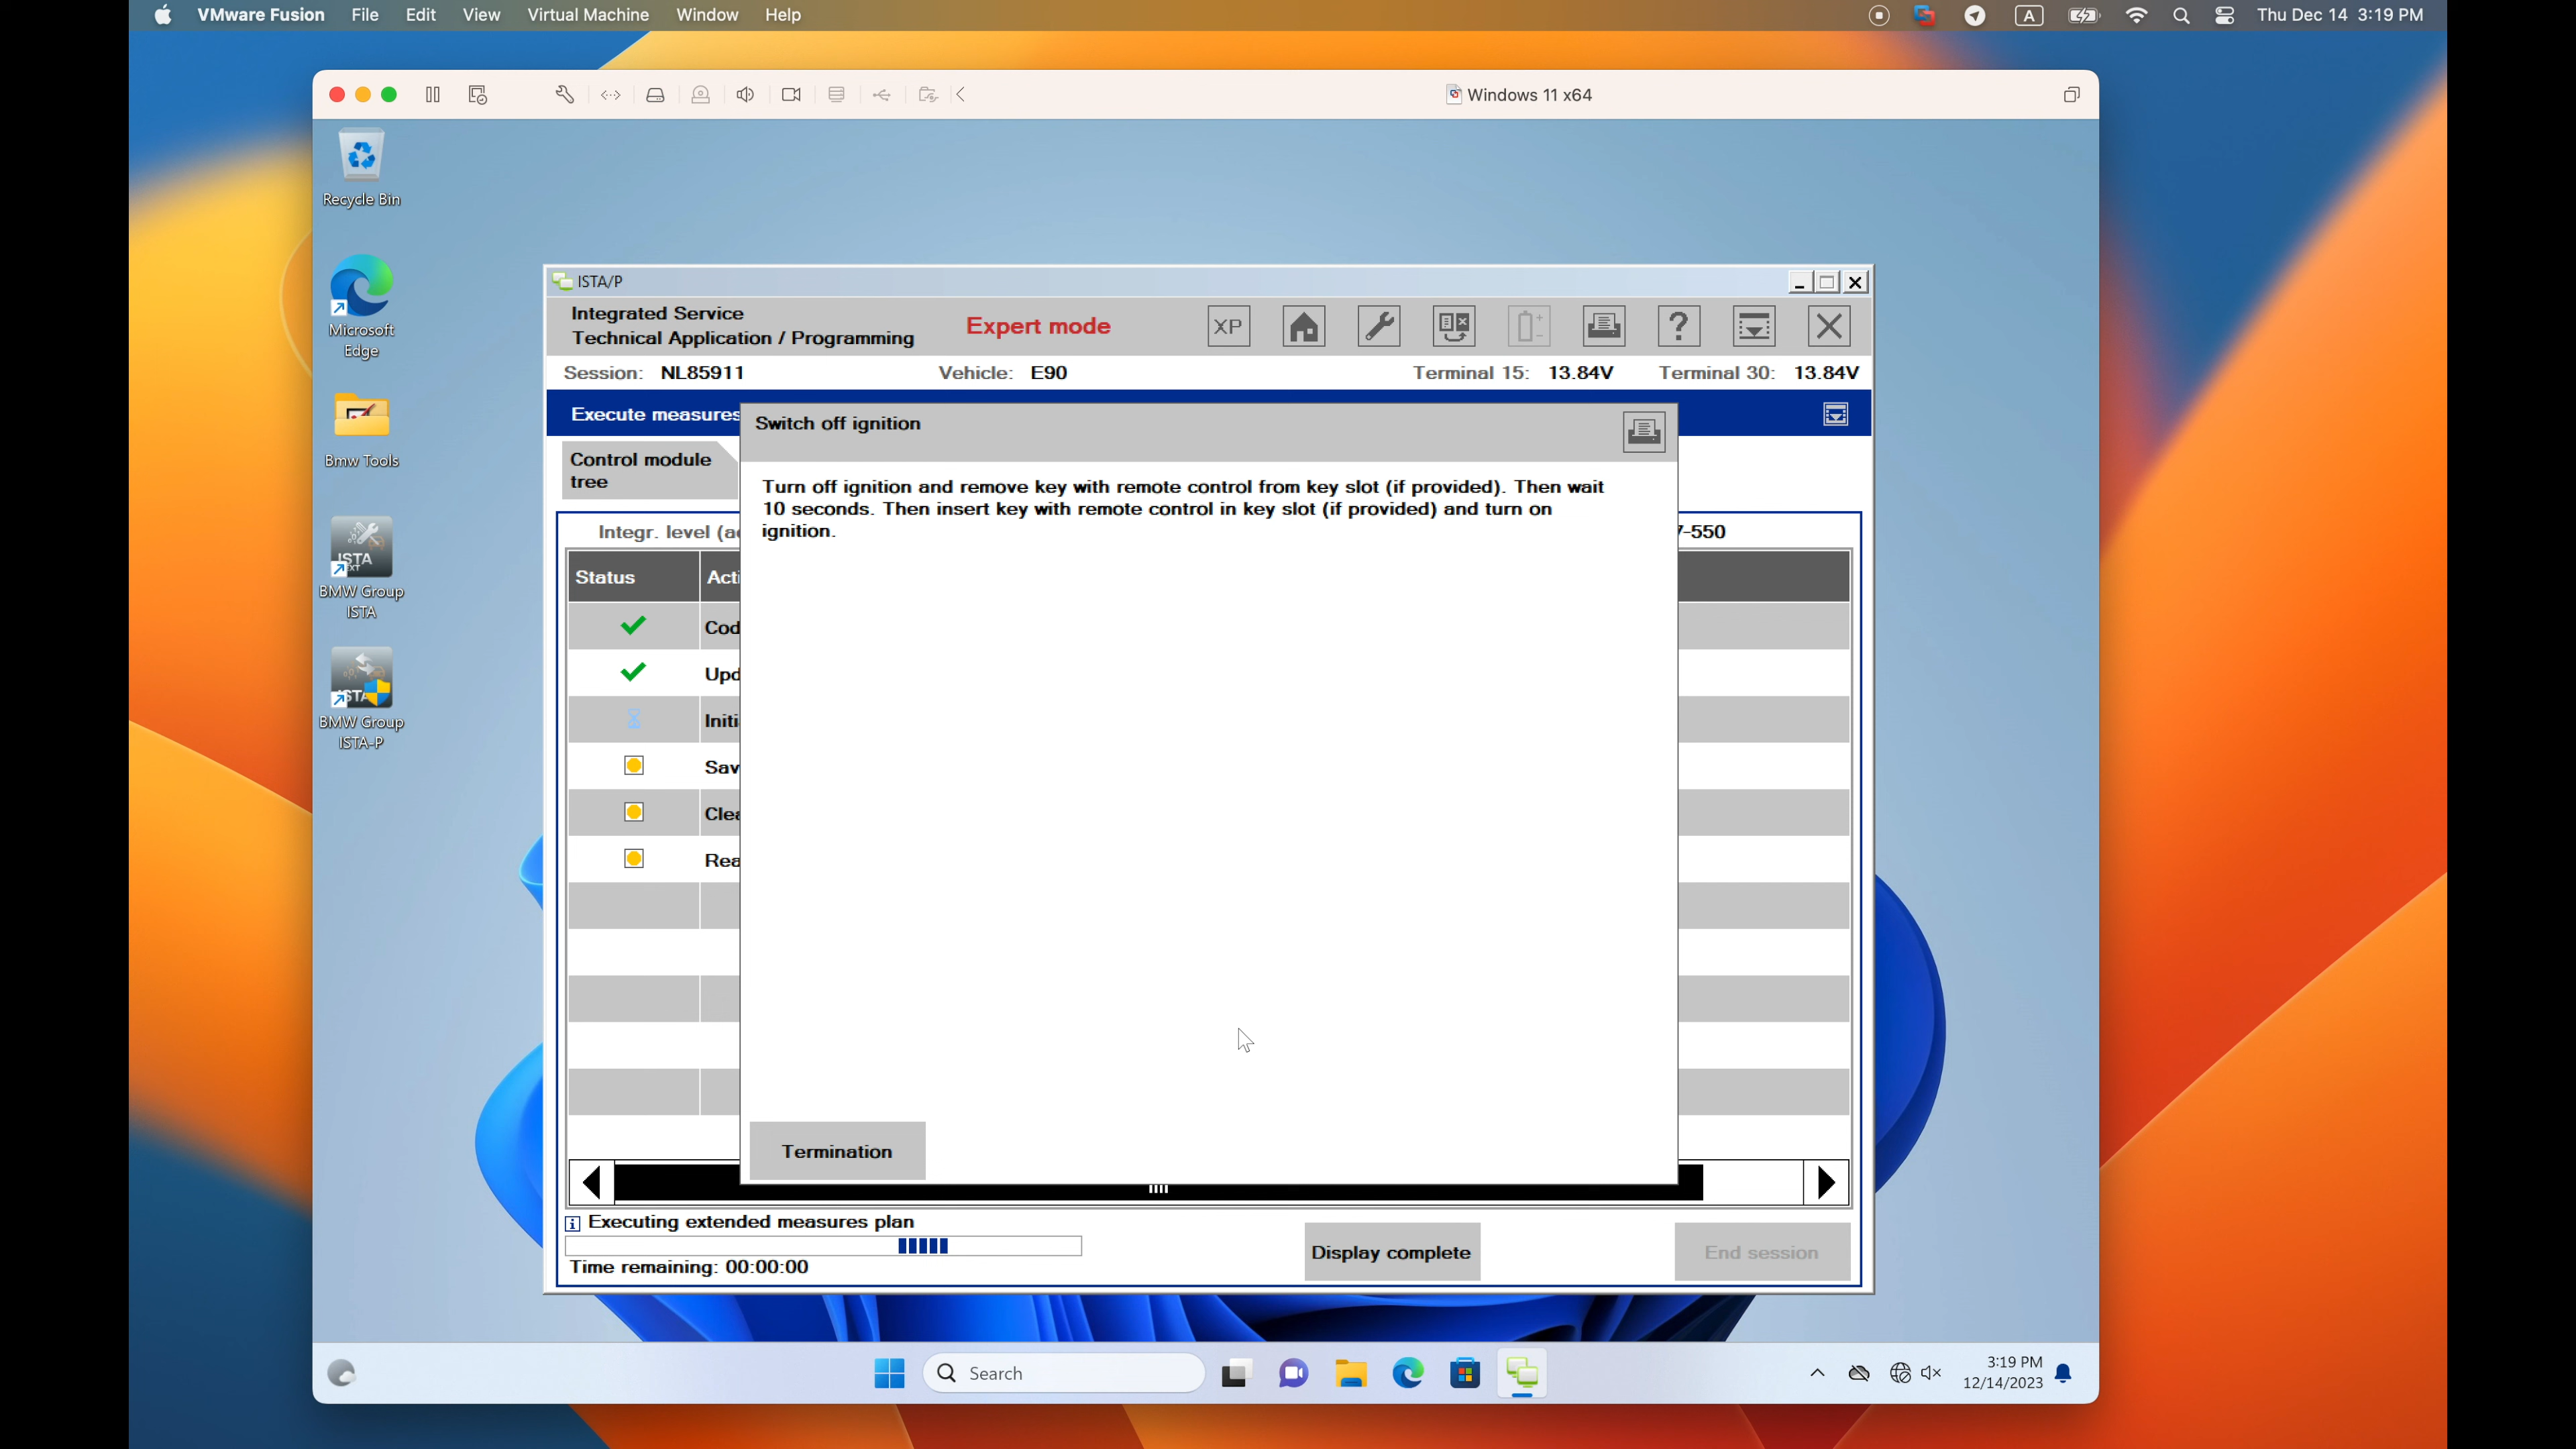 VMware Fusion File Edit View Virtual Machine Window Help
A
Thu Dec 14 3:19 PM
Windows 11 x64
Recycle Bin
Microsoft
Edge
Bmw Tools
ISTA
BMW Group
ISTA
BMW Group
ISTA-P
ISTA/P
Integrated Service
Technical Application / Programming
Expert mode
XP
?
Session: NL85911
Vehicle: E90
Terminal 15: 13.84V
Terminal 30: 13.84V
Execute measures
Control module
tree
Switch off ignition
Turn off ignition and remove key with remote control from key slot (if provided). Then wait
10 seconds. Then insert key with remote control in key slot (if provided) and turn on
ignition.
Integr. level (a
7-550
Status
Acti
Cod
Upd
Initi
Sav
Clea
Rea
Termination
Executing extended measures plan
Time remaining: 00:00:00
Display complete
End session
Search
3:19 PM
12/14/2023